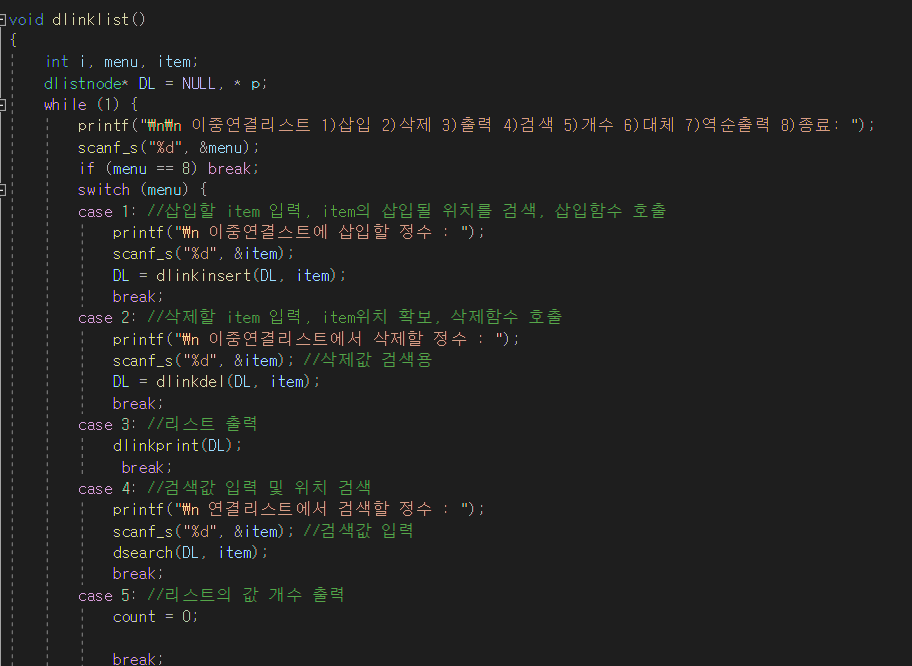 void dlinklist()
{
int i, menu, item;
dlistnode* DL = NULL, * p;
while (1) {
printf("₩n₩n 이중연결리스트 1)삽입 2)삭제 3)출력 4)검색 5)개수 6)대체 7)역순출력 8)종료: ");
scanf_s("%d", &menu);
if (menu == 8) break;
switch (menu) {
case 1: //삽입할 item 입력, item의 삽입될 위치를 검색, 삽입함수 호출
printf("₩n 이중연결스트에 삽입할 정수 : ");
scanf_s("%d", &item);
DL = dlinkinsert(DL, item);
break;
case 2: //삭제할 item 입력, item위치 확보, 삭제함수 호출
printf("₩n 이중연결리스트에서 삭제할 정수 : ");
scanf_s("%d", &item); //삭제값 검색용
DL = dlinkdel(DL, item);
break;
case 3: //리스트 출력
dlinkprint(DL);
break;
case 4: //검색값 입력 및 위치 검색
printf("₩n 연결리스트에서 검색할 정수 : ");
scanf_s("%d", &item); //검색값 입력
dsearch(DL, item);
break;
case 5: //리스트의 값 개수 출력
count = 0;
break;